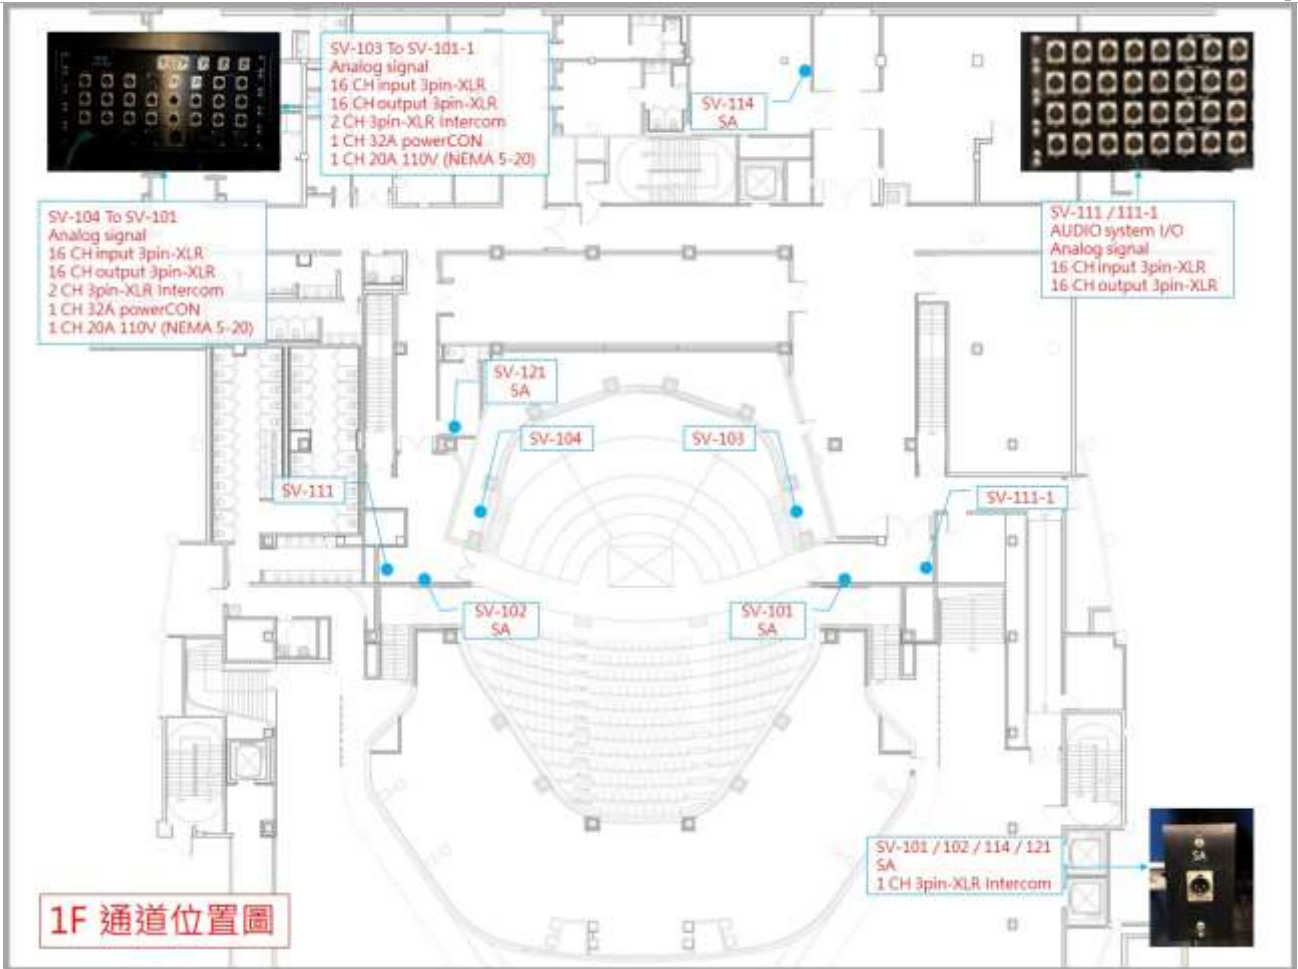 SV-103 To SV-101-1
Analog signal
16 CH input 3pin-XLR
16 CH output 3pin-XLR
2 CH 3pin-XLR Intercom
1 CH 32A powerCON
1 CH 20A 110V (NEMA 5-20)
SV-114
SA
SV-104 To SV-101
Analog signal
16 CH input 3pin-XLR
16 CH output 3pin-XLR
2 CH 3pin-XLR Intercom
1 CH 32A powerCON
1 CH 20A 110V (NEMA 5-20)
SV-111 /111-1
AUDIO system I/O
Analog signal
16 CH input 3pin-XLR
16 CH output 3pin-XLR
SV-121
SA
SV-104
SV-103
SV-111
SV-111-1
SV-102
SA
SV-101
SA
SV-101 / 102 / 114 / 121
SA
1 CH 3pin-XLR Intercom
SA
1F 通道位置圖